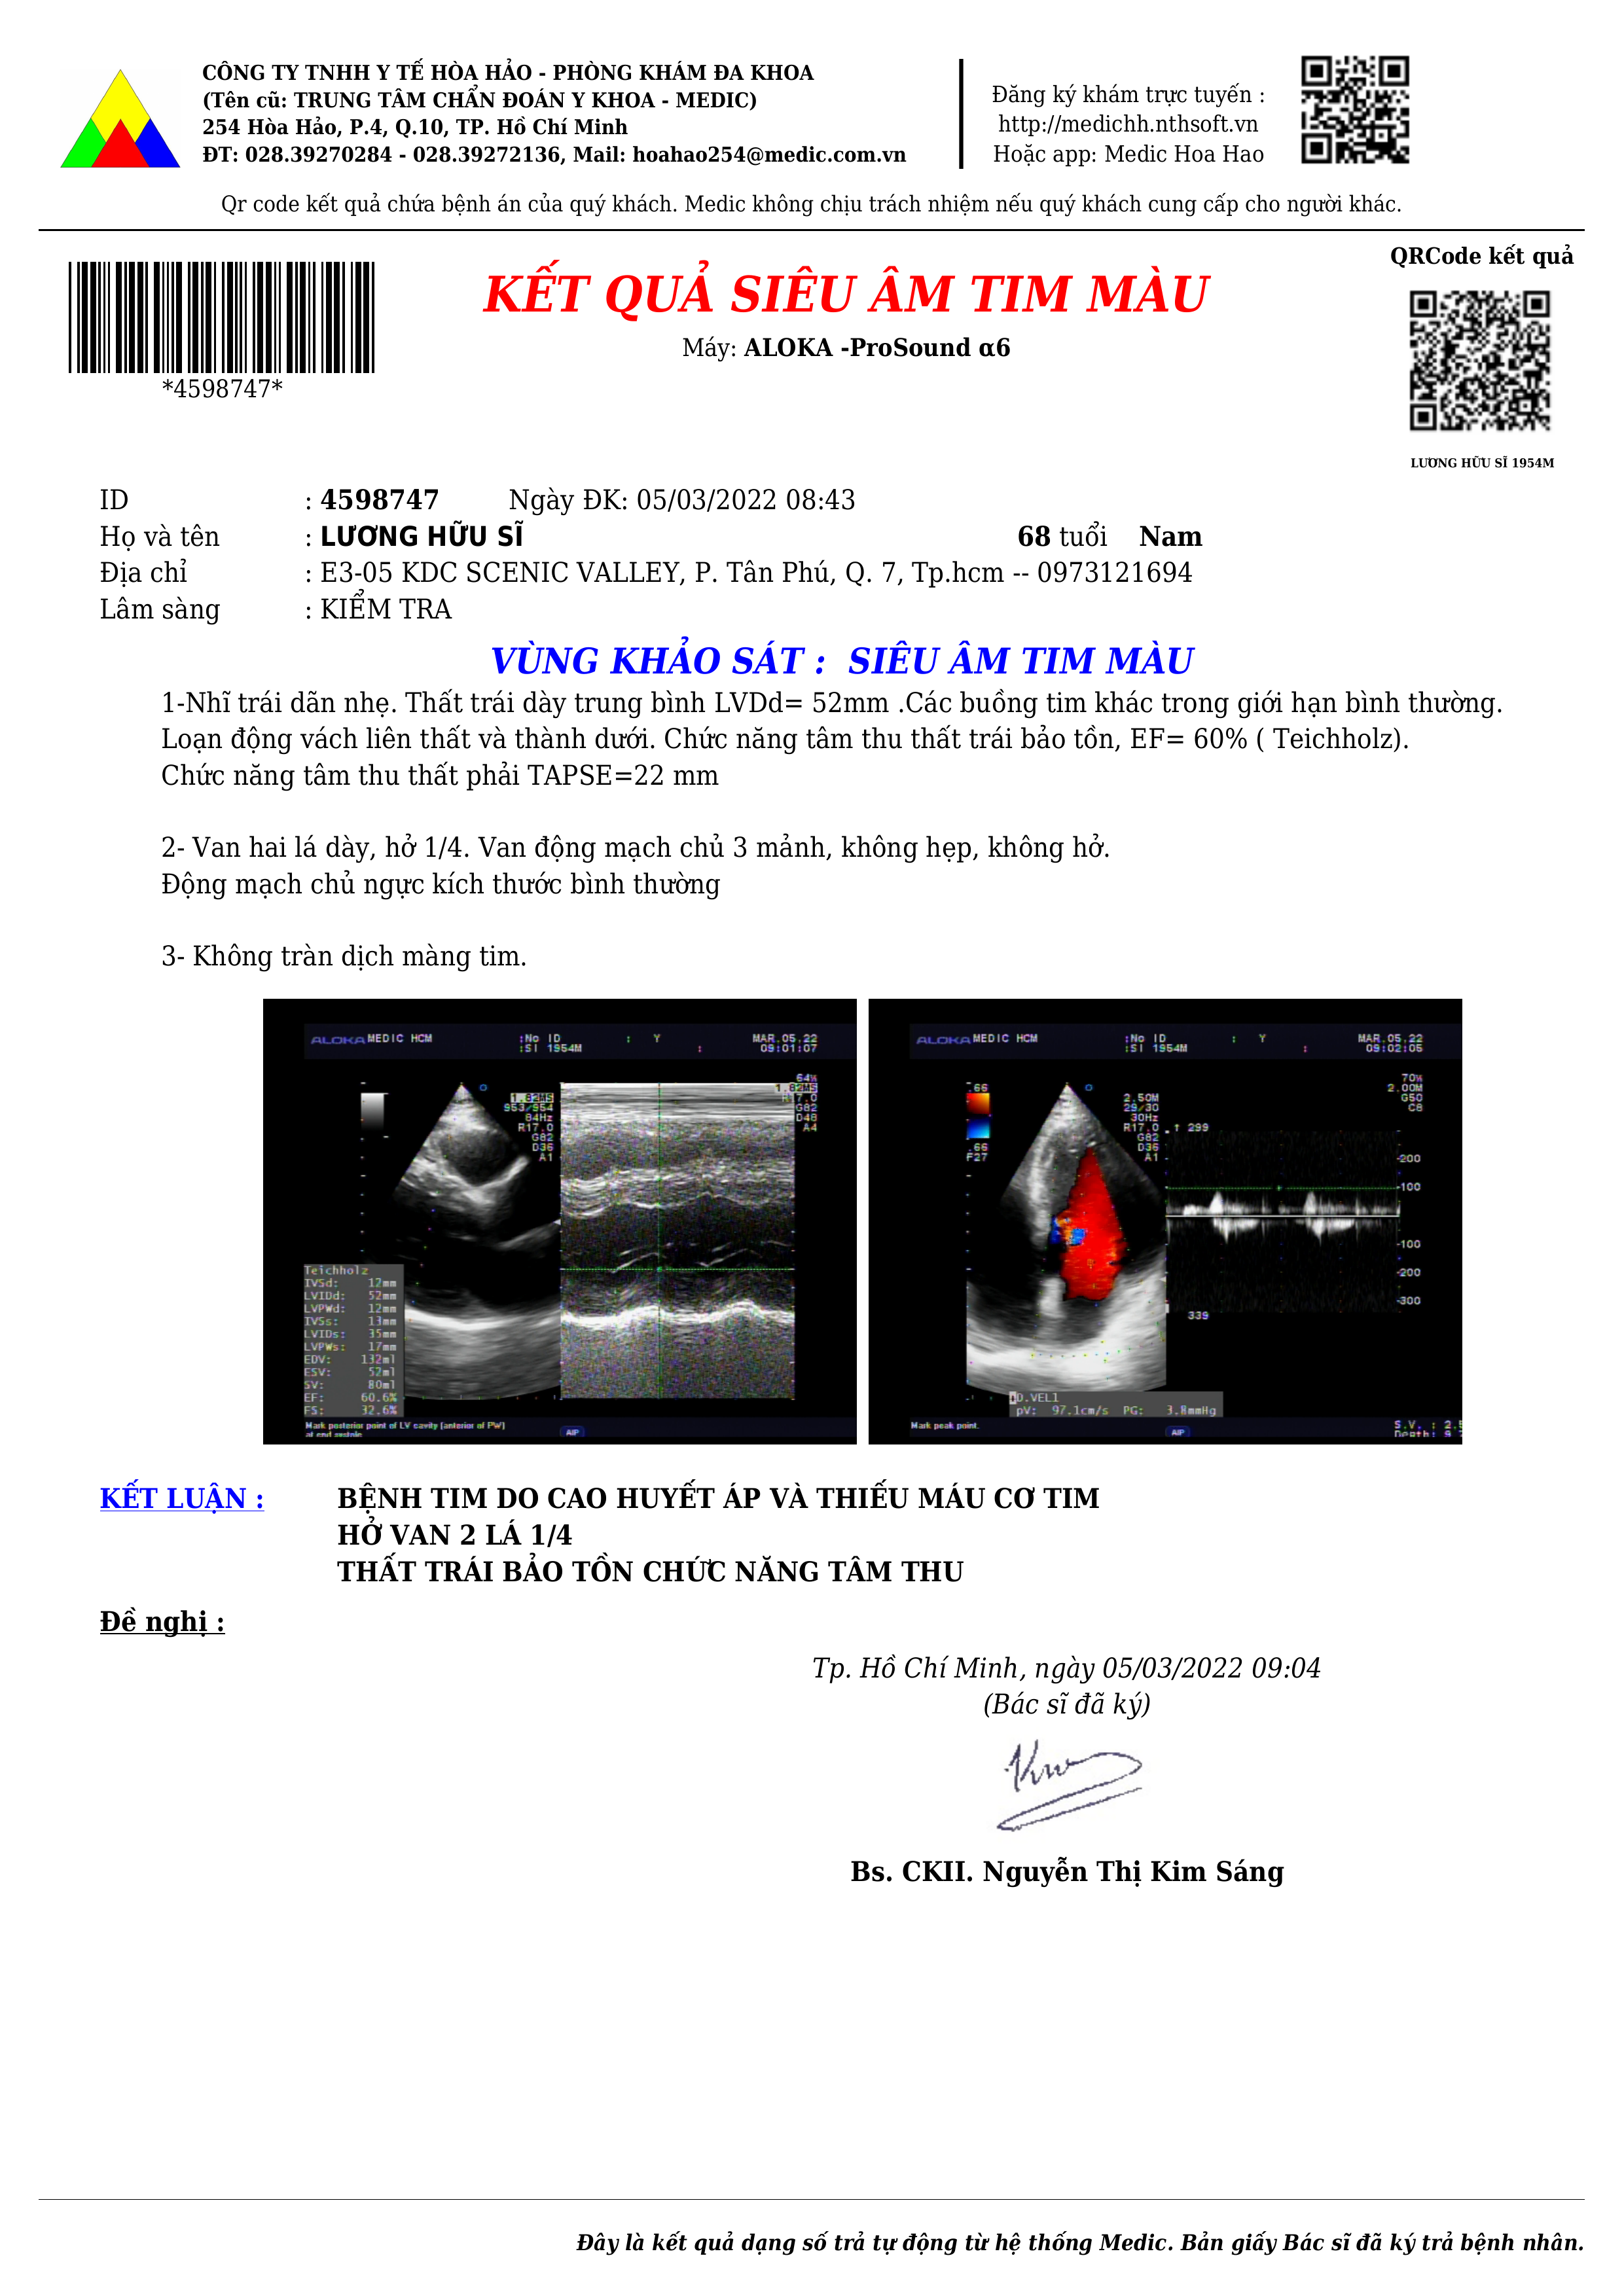 CÔNG TY TNHH Y TẾ HÒA HẢO - PHÒNG KHÁM ĐA KHOA
(Tên cũ: TRUNG TÂM CHẨN ĐOÁN Y KHOA - MEDIC)
254 Hòa Hảo, P.4, Q.10, TP. Hồ Chí Minh
ĐT: 028.39270284 - 028.39272136, Mail: hoahao254@medic.com.vn
Đăng ký khám trực tuyến :
http://medichh.nthsoft.vn
Hoặc app: Medic Hoa Hao
Qr code kết quả chứa bệnh án của quý khách. Medic không chịu trách nhiệm nếu quý khách cung cấp cho người khác.
*4598747*
KẾT QUẢ SIÊU ÂM TIM MÀU
Máy: ALOKA -ProSound α6
QRCode kết quả
LƯƠNG HỮU SĨ 1954M
ID : 4598747 Ngày ĐK: 05/03/2022 08:43
Họ và tên : LƯƠNG HỮU SĨ 68 tuổi Nam
Địa chỉ : E3-05 KDC SCENIC VALLEY, P. Tân Phú, Q. 7, Tp.hcm -- 0973121694
Lâm sàng : KIỂM TRA
VÙNG KHẢO SÁT : SIÊU ÂM TIM MÀU
1-Nhĩ trái dãn nhẹ. Thất trái dày trung bình LVDd= 52mm .Các buồng tim khác trong giới hạn bình thường.
Loạn động vách liên thất và thành dưới. Chức năng tâm thu thất trái bảo tồn, EF= 60% ( Teichholz).
Chức năng tâm thu thất phải TAPSE=22 mm
2- Van hai lá dày, hở 1/4. Van động mạch chủ 3 mảnh, không hẹp, không hở.
Động mạch chủ ngực kích thước bình thường
3- Không tràn dịch màng tim.
ALOKA MEDIC HCM :No ID : Y MAR.05.22
:SI 1954M : 09:01:07
64%
1.82MS 1.82MS
953/954 R17.0
84Hz G82
R17.0 D48
G82 A4
D36
A1
Teichholz
IVSd: 12mm
LVIDd: 52mm
LVPWd: 12mm
IVSs: 13mm
LVIDs: 35mm
LVPWs: 17mm
EDV: 132ml
ESV: 52ml
SV: 80ml
EF: 60.6%
FS: 32.6%
Mark posterior point of LV cavity (anterior of PW)
at end systole
AIP
ALOKA MEDIC HCM :No ID : Y MAR.05.22
:SI 1954M : 09:02:05
70%
2.00M
G50
C8
.66
.66
F27
2.50M
29/30
30Hz
R17.0
G82
D36
A1
↑ 299
-200
-100
-100
-200
-300
339
D.VEL1
pV: 97.1cm/s PG: 3.8mmHg
Mark peak point.
AIP
S.V. : 2.5
KẾT LUẬN : BỆNH TIM DO CAO HUYẾT ÁP VÀ THIẾU MÁU CƠ TIM
HỞ VAN 2 LÁ 1/4
THẤT TRÁI BẢO TỒN CHỨC NĂNG TÂM THU
Đề nghị :
Tp. Hồ Chí Minh, ngày 05/03/2022 09:04
(Bác sĩ đã ký)
Bs. CKII. Nguyễn Thị Kim Sáng
Đây là kết quả dạng số trả tự động từ hệ thống Medic. Bản giấy Bác sĩ đã ký trả bệnh nhân.